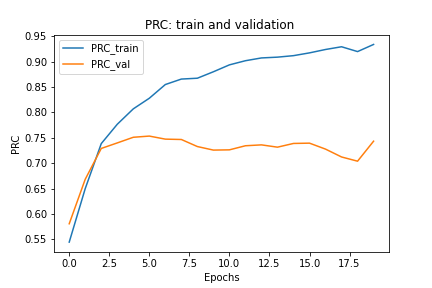 PRC: train and validation
PRC_train
PRC_val
PRC
0.95
0.90
0.85
0.80
0.75
0.70
0.65
0.60
0.55
0.0 2.5 5.0 7.5 10.0 12.5 15.0 17.5
Epochs